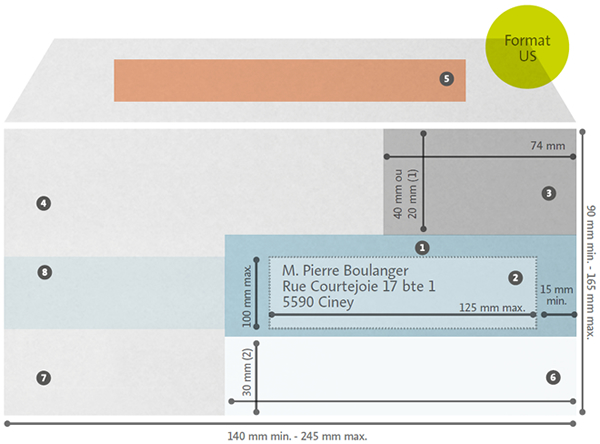 Format
US
5
74 mm
40 mm ou
20 mm (1)
3
4
1
8
2
M. Pierre Boulanger
Rue Courtejoie 17 bte 1
5590 Ciney
100 mm max.
125 mm max.
15 mm
min.
90 mm min. - 165 mm max.
30 mm (2)
7
6
140 mm min. - 245 mm max.